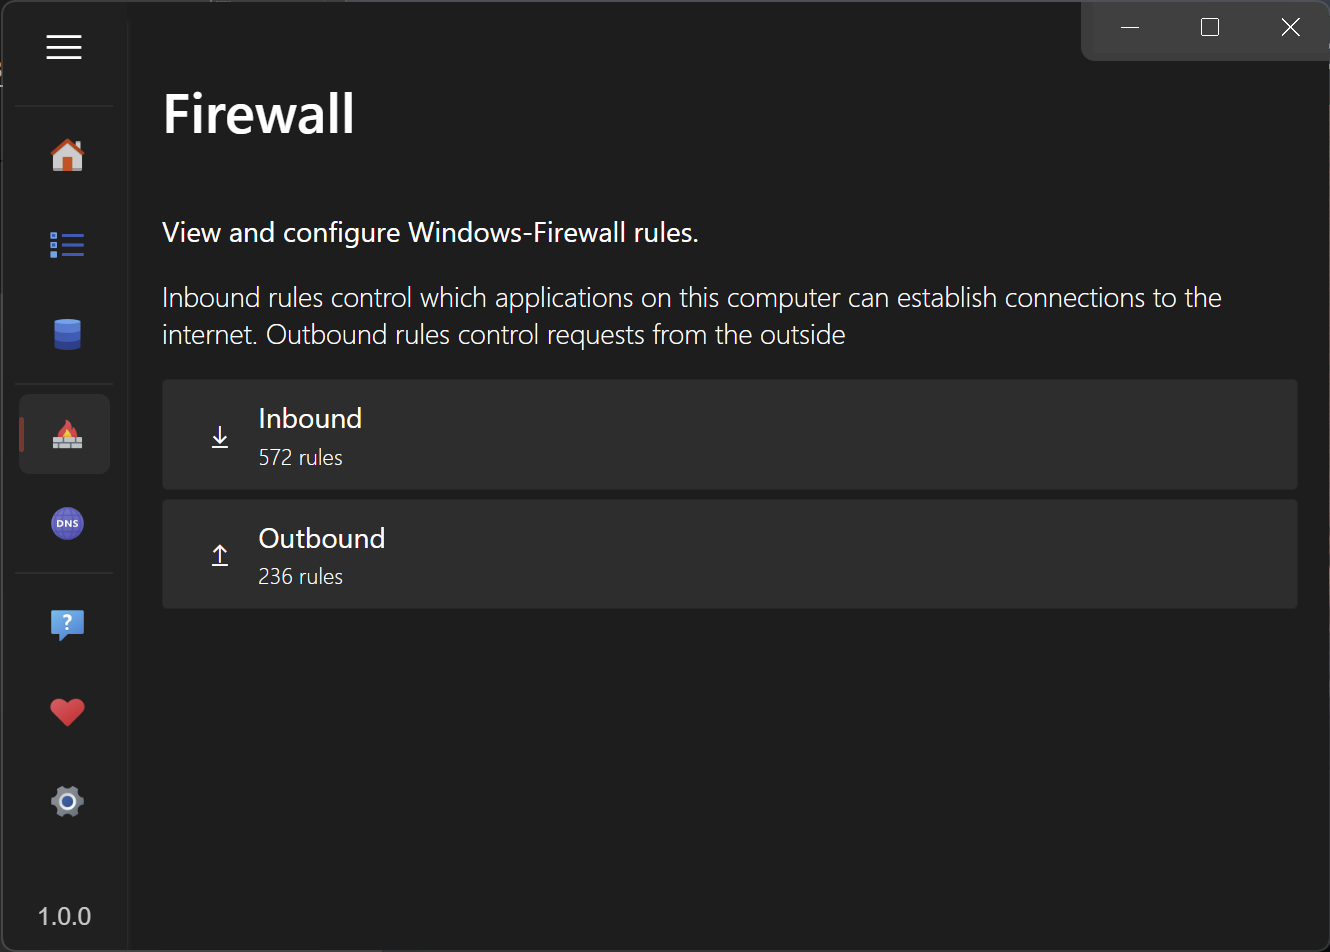 Firewall
View and configure Windows-Firewall rules.
Inbound rules control which applications on this computer can establish connections to the
internet. Outbound rules control requests from the outside
Inbound
572 rules
Outbound
236 rules
DNS
?
1.0.0